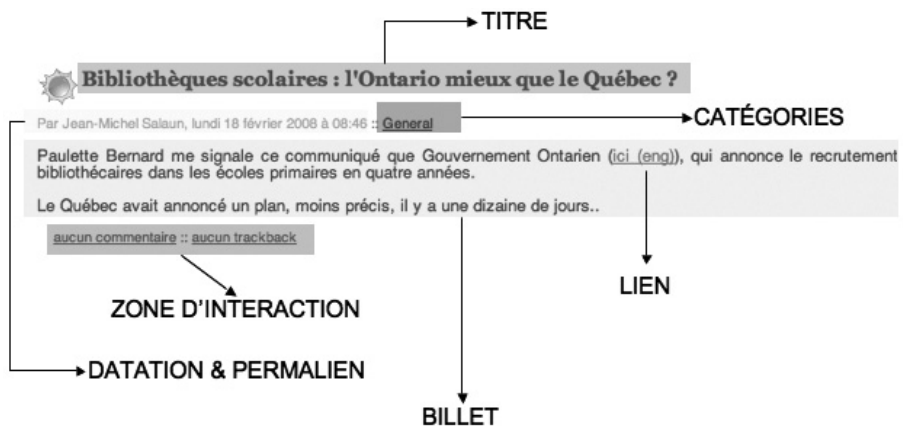 TITRE
Bibliothèques scolaires : l'Ontario mieux que le Québec ?
Par Jean-Michel Salaun, lundi 18 février 2008 à 08:46 :: General
CATÉGORIES
Paulette Bernard me signale ce communiqué que Gouvernement Ontarien (ici (eng)), qui annonce le recrutement
bibliothécaires dans les écoles primaires en quatre années.
Le Québec avait annoncé un plan, moins précis, il y a une dizaine de jours..
aucun commentaire :: aucun trackback
LIEN
ZONE D'INTERACTION
DATATION & PERMALIEN
BILLET